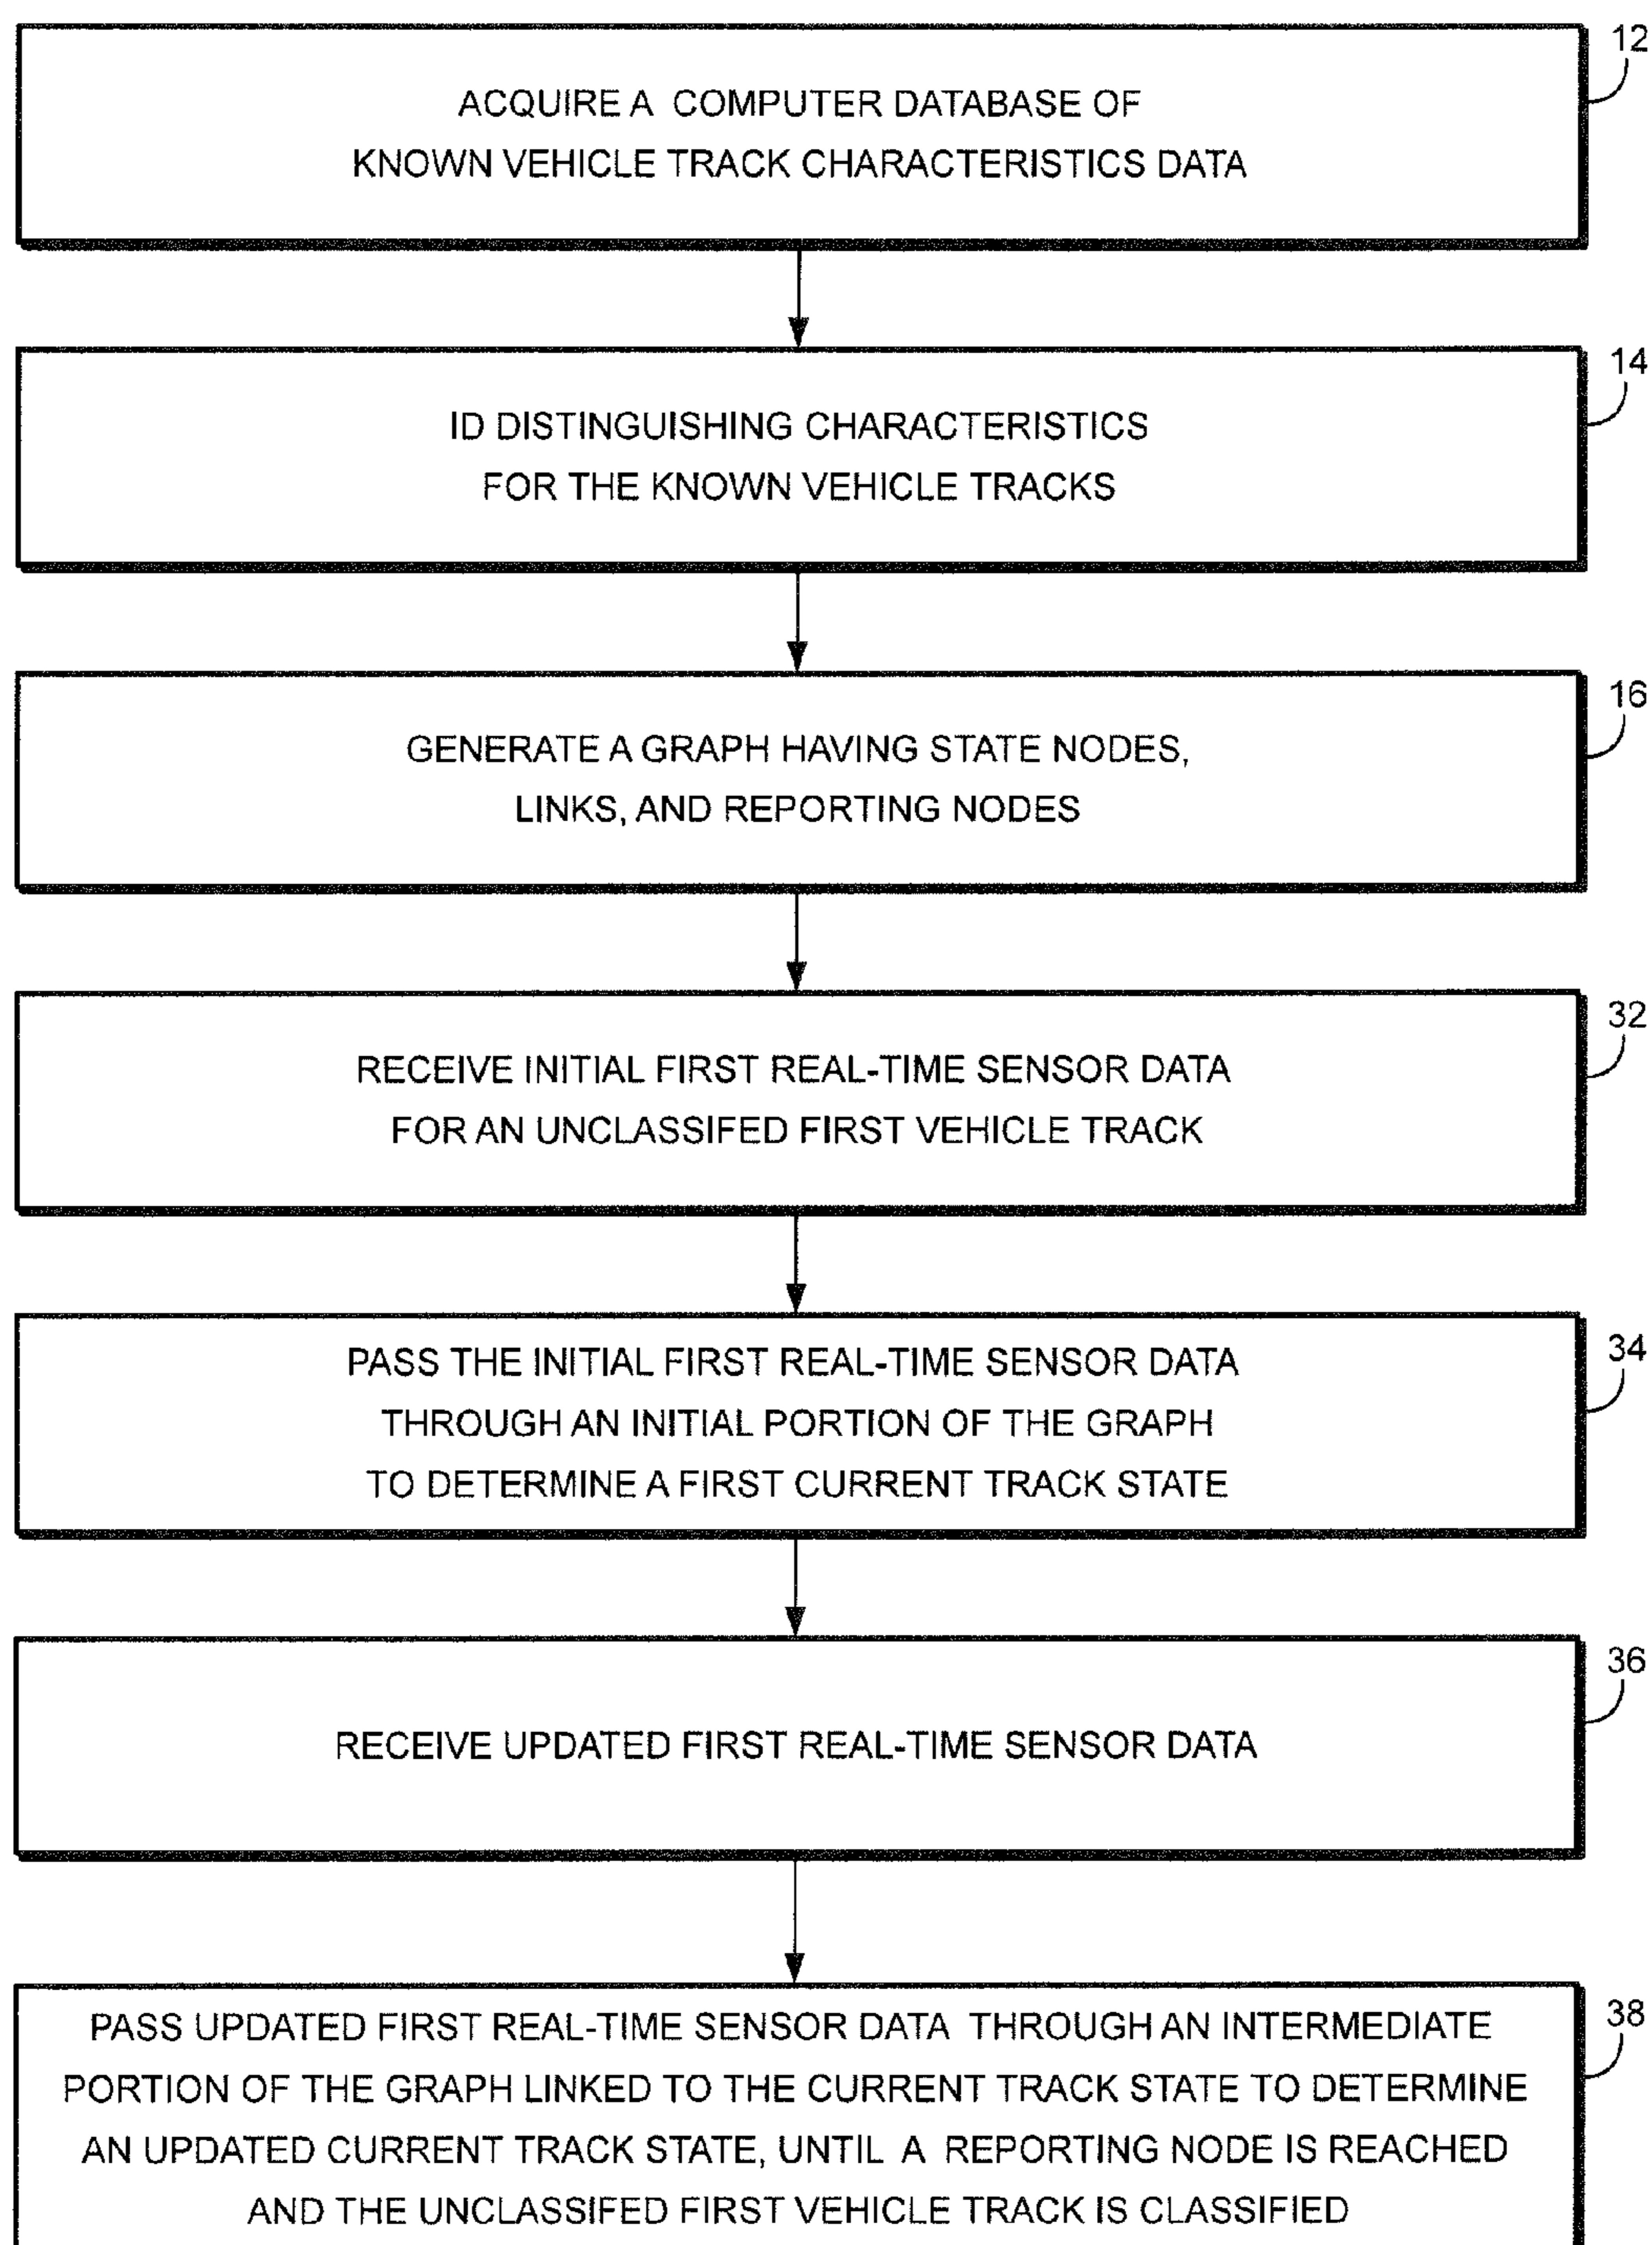 12
ACQUIRE A COMPUTER DATABASE OF
KNOWN VEHICLE TRACK CHARACTERISTICS DATA
14
ID DISTINGUISHING CHARACTERISTICS
FOR THE KNOWN VEHICLE TRACKS
16
GENERATE A GRAPH HAVING STATE NODES,
LINKS, AND REPORTING NODES
32
RECEIVE INITIAL FIRST REAL-TIME SENSOR DATA
FOR AN UNCLASSIFED FIRST VEHICLE TRACK
34
PASS THE INITIAL FIRST REAL-TIME SENSOR DATA
THROUGH AN INITIAL PORTION OF THE GRAPH
TO DETERMINE A FIRST CURRENT TRACK STATE
36
RECEIVE UPDATED FIRST REAL-TIME SENSOR DATA
38
PASS UPDATED FIRST REAL-TIME SENSOR DATA THROUGH AN INTERMEDIATE
PORTION OF THE GRAPH LINKED TO THE CURRENT TRACK STATE TO DETERMINE
AN UPDATED CURRENT TRACK STATE, UNTIL A REPORTING NODE IS REACHED
AND THE UNCLASSIFED FIRST VEHICLE TRACK IS CLASSIFIED